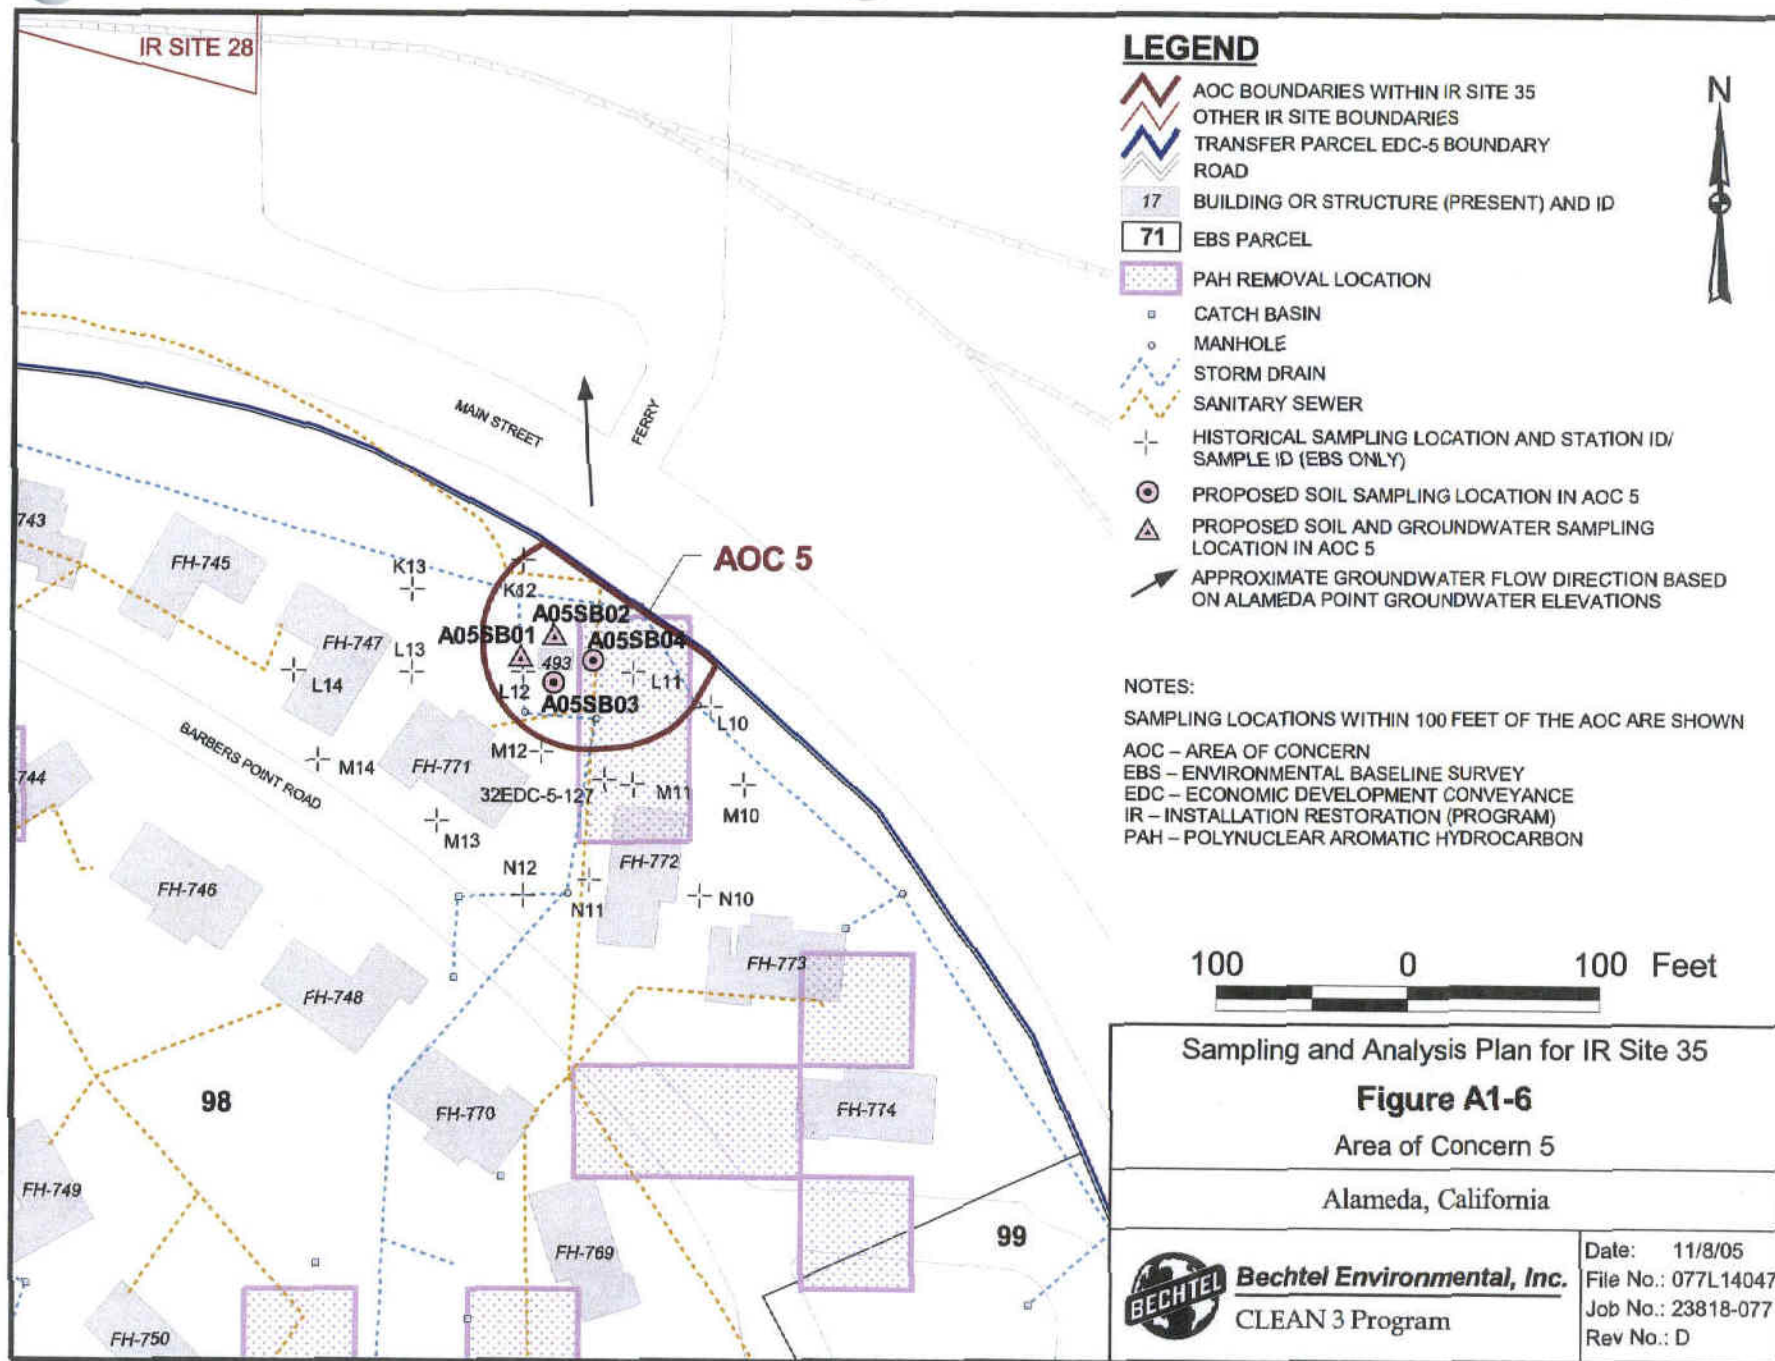 IR SITE 28
MAIN STREET
FERRY
743
FH-745
K13
K12
AOC 5
A05SB02
A05SB01
A05SB04
FH-747
L13
493
L14
L12
L11
A05SB03
L10
BARBERS POINT ROAD
M12
M14
FH-771
744
32EDC-5-127
M11
M10
M13
FH-772
N12
FH-746
N11
N10
FH-773
FH-748
98
FH-770
FH-774
FH-749
99
FH-769
FH-750
LEGEND
AOC BOUNDARIES WITHIN IR SITE 35
OTHER IR SITE BOUNDARIES
TRANSFER PARCEL EDC-5 BOUNDARY
ROAD
17 BUILDING OR STRUCTURE (PRESENT) AND ID
71 EBS PARCEL
PAH REMOVAL LOCATION
CATCH BASIN
MANHOLE
STORM DRAIN
SANITARY SEWER
HISTORICAL SAMPLING LOCATION AND STATION ID/
SAMPLE ID (EBS ONLY)
PROPOSED SOIL SAMPLING LOCATION IN AOC 5
PROPOSED SOIL AND GROUNDWATER SAMPLING
LOCATION IN AOC 5
APPROXIMATE GROUNDWATER FLOW DIRECTION BASED
ON ALAMEDA POINT GROUNDWATER ELEVATIONS
N
NOTES:
SAMPLING LOCATIONS WITHIN 100 FEET OF THE AOC ARE SHOWN
AOC – AREA OF CONCERN
EBS – ENVIRONMENTAL BASELINE SURVEY
EDC – ECONOMIC DEVELOPMENT CONVEYANCE
IR – INSTALLATION RESTORATION (PROGRAM)
PAH – POLYNUCLEAR AROMATIC HYDROCARBON
100 0 100 Feet
Sampling and Analysis Plan for IR Site 35
Figure A1-6
Area of Concern 5
Alameda, California
BECHTEL
Bechtel Environmental, Inc.
CLEAN 3 Program
Date: 11/8/05
File No.: 077L14047
Job No.: 23818-077
Rev No.: D